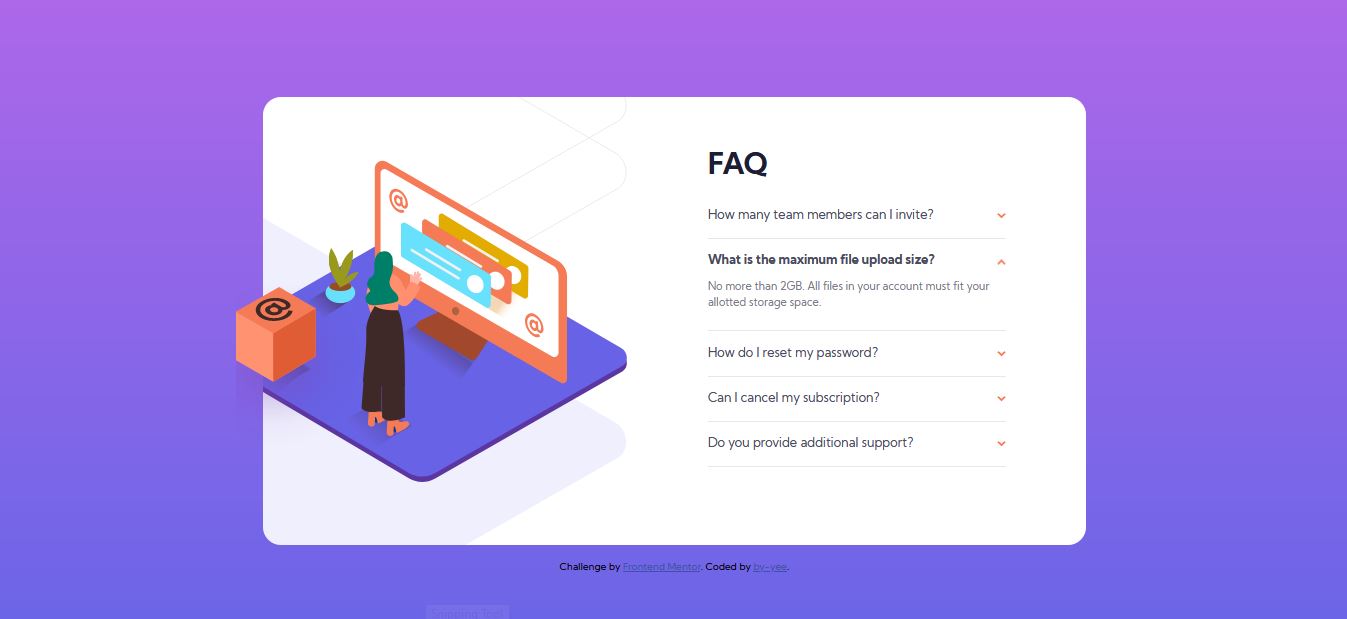 FAQ
How many team members can I invite?
What is the maximum file upload size?
No more than 2GB. All files in your account must fit your
allotted storage space.
How do I reset my password?
Can I cancel my subscription?
Do you provide additional support?
Challenge by Frontend Mentor. Coded by by-yee.
Snipping Tool
@
@
@